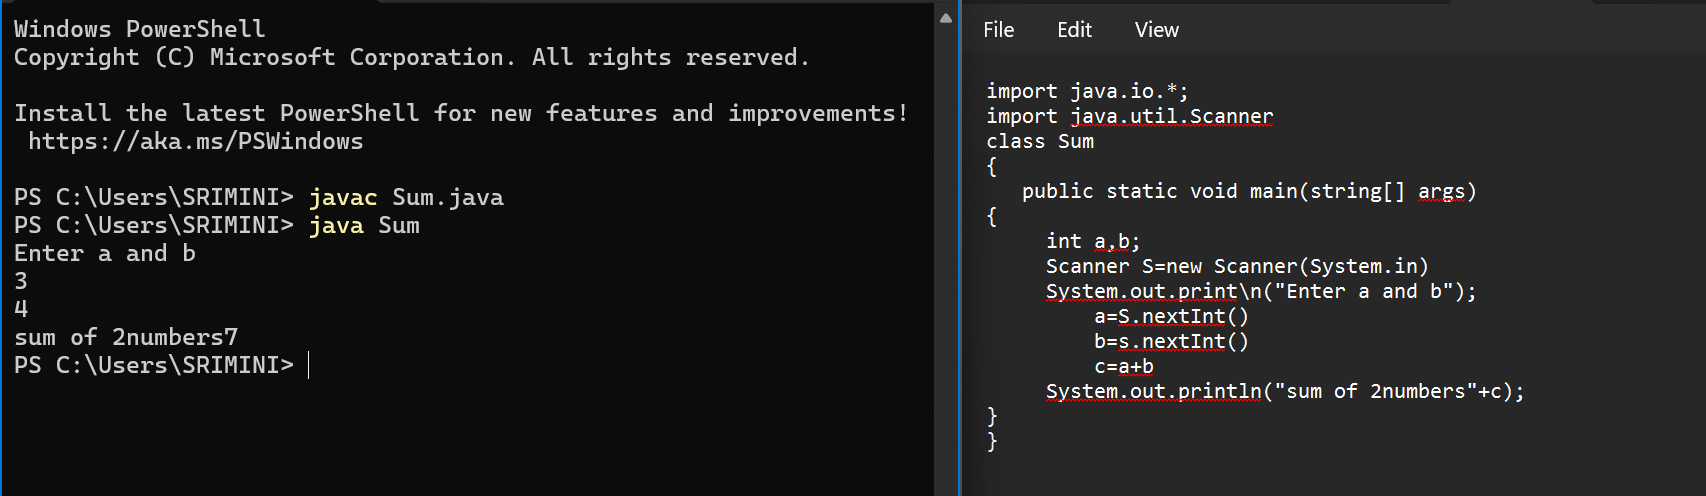 Windows PowerShell
Copyright (C) Microsoft Corporation. All rights reserved.
Install the latest PowerShell for new features and improvements!
https://aka.ms/PSWindows
PS C:\Users\SRIMINI> javac Sum.java
PS C:\Users\SRIMINI> java Sum
Enter a and b
3
4
sum of 2numbers7
PS C:\Users\SRIMINI>
File Edit View
import java.io.*;
import java.util.Scanner
class Sum
{
public static void main(string[] args)
{
int a,b;
Scanner S=new Scanner(System.in)
System.out.print\n("Enter a and b");
a=S.nextInt()
b=s.nextInt()
c=a+b
System.out.println("sum of 2numbers"+c);
}
}